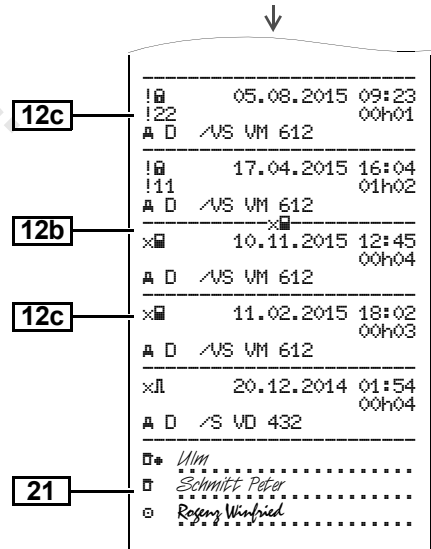 ! 05.08.2015 09:23
12c !22 00h01
A D /VS VM 612
! 17.04.2015 16:04
!11 01h02
A D /VS VM 612
12b
x 10.11.2015 12:45
00h04
A D /VS VM 612
12c x 11.02.2015 18:02
00h03
A D /VS VM 612
x 20.12.2014 01:54
00h04
A D /S VD 432
Ulm
21 Schmitt Peter
Rogenz Winfried